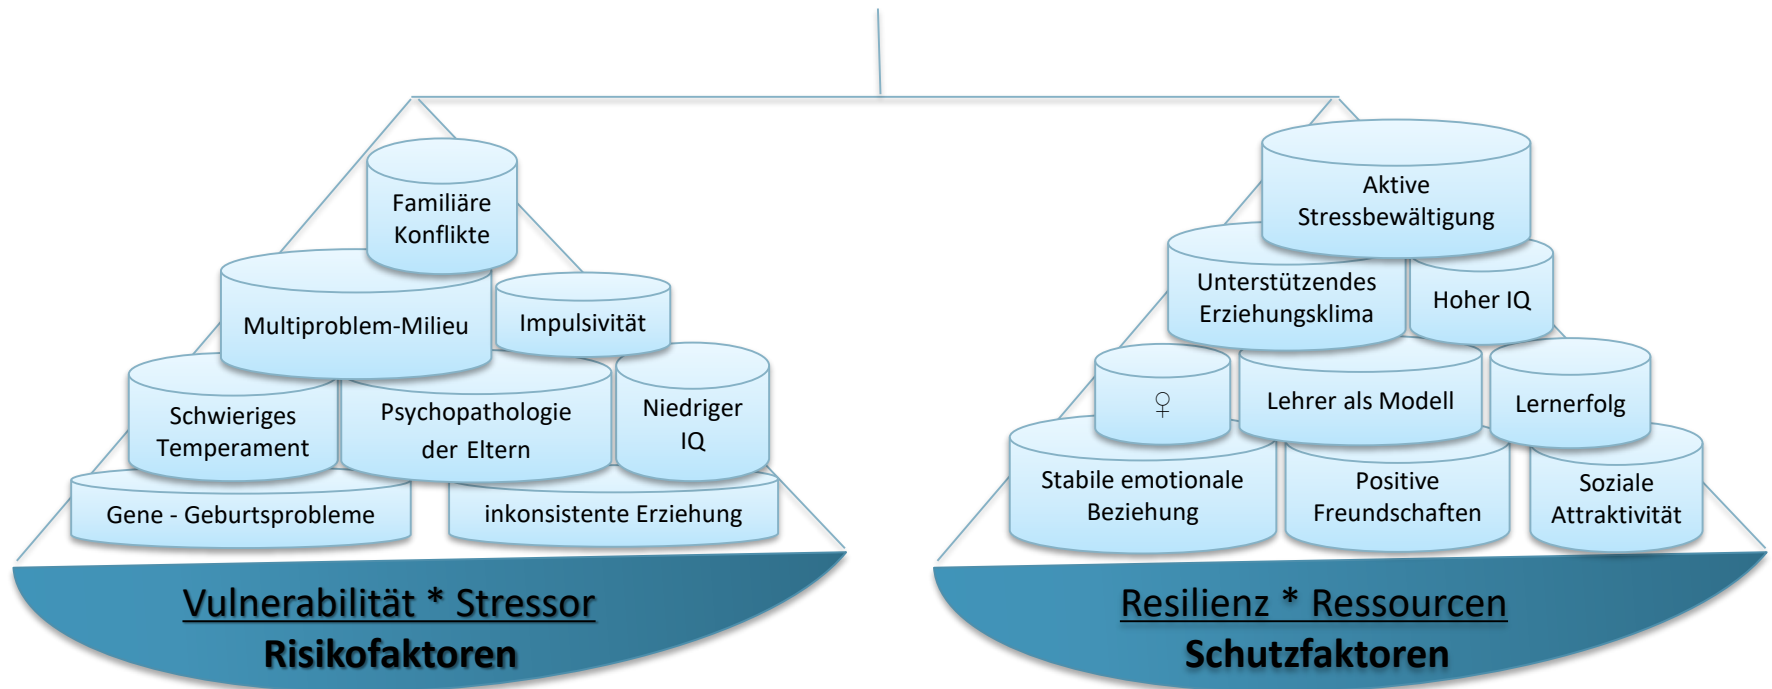 Familiäre
Konflikte
Multiproblem-Milieu
Impulsivität
Schwieriges
Temperament
Psychopathologie
der Eltern
Niedriger
IQ
Gene - Geburtsprobleme
inkonsistente Erziehung
Vulnerabilität * Stressor
Risikofaktoren
Aktive
Stressbewältigung
Unterstützendes
Erziehungsklima
Hoher IQ
♀
Lehrer als Modell
Lernerfolg
Stabile emotionale
Beziehung
Positive
Freundschaften
Soziale
Attraktivität
Resilienz * Ressourcen
Schutzfaktoren